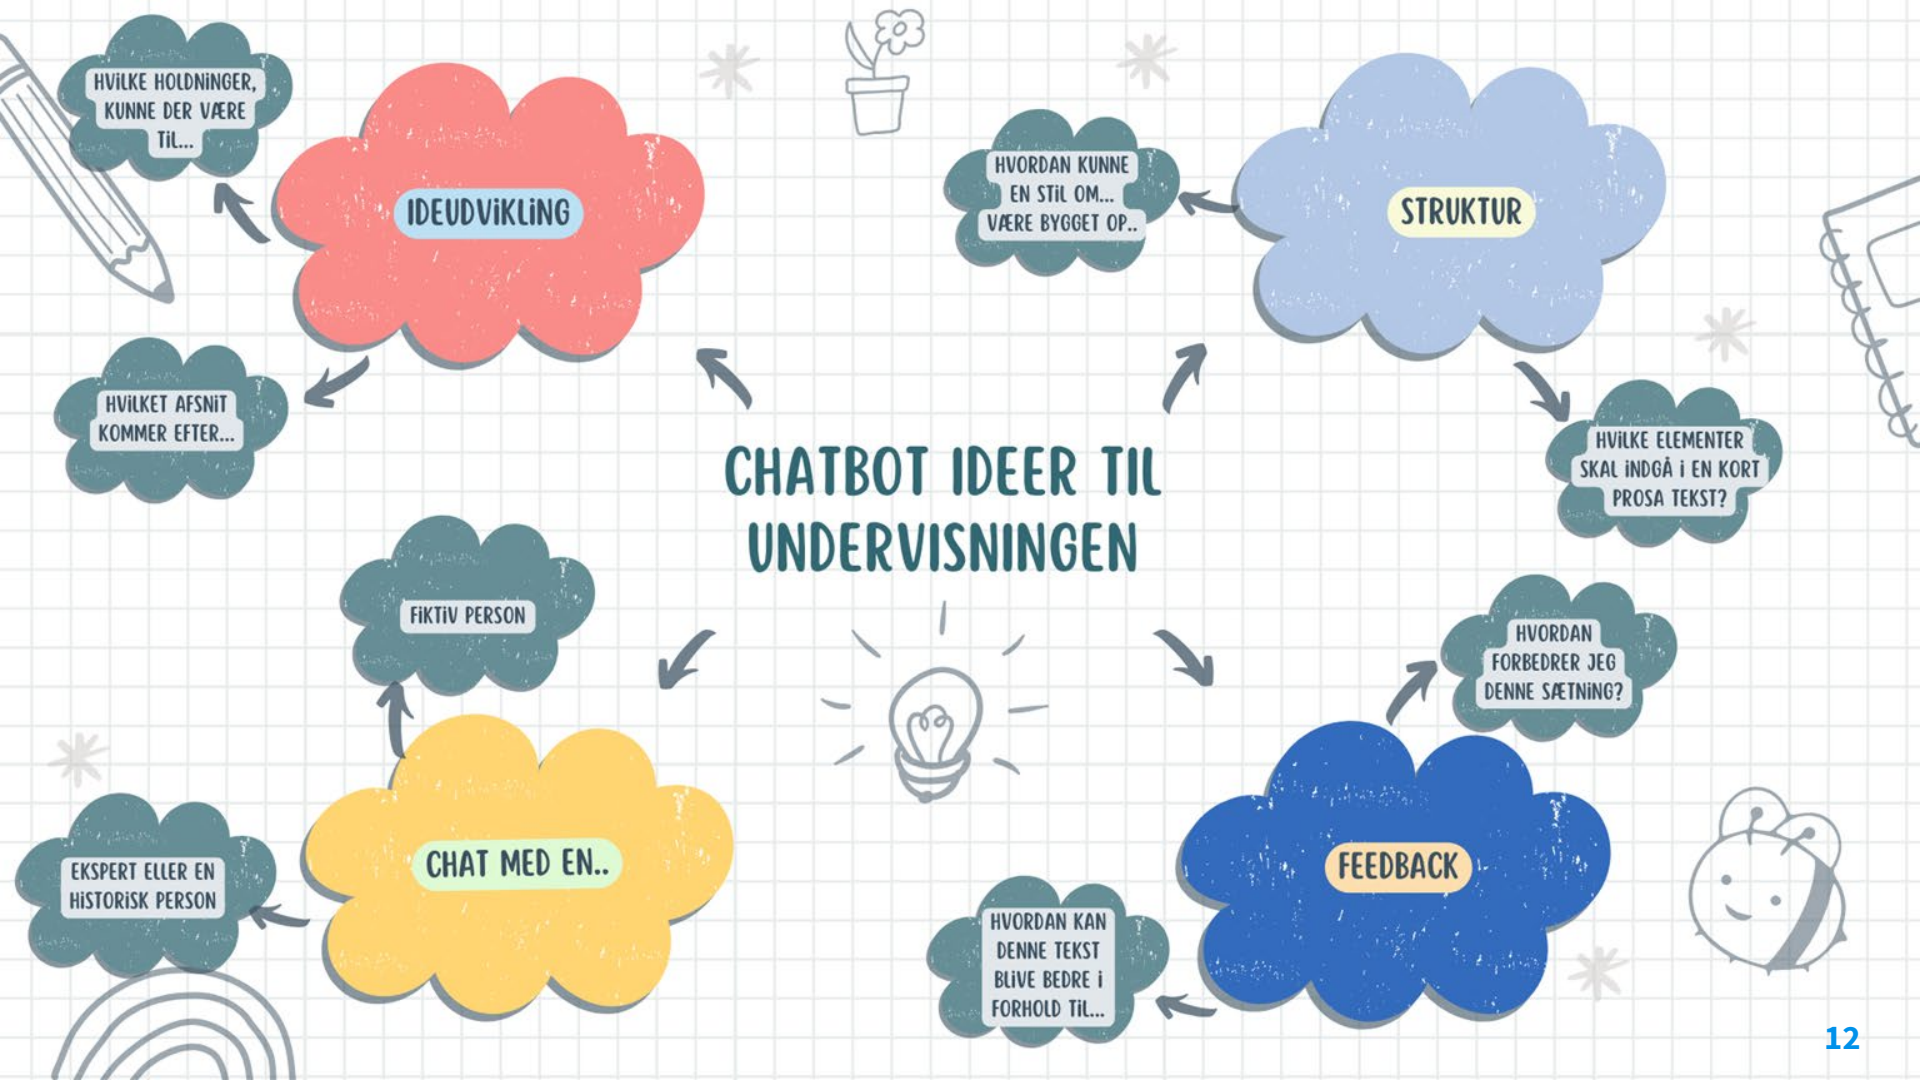 HVILKE HOLDNINGER,
KUNNE DER VÆRE
TIL...
IDEUDVIKLING
HVILKET AFSNIT
KOMMER EFTER...
HVORDAN KUNNE
EN STIL OM...
VÆRE BYGGET OP..
STRUKTUR
HVILKE ELEMENTER
SKAL INDGÅ I EN KORT
PROSA TEKST?
CHATBOT IDEER TIL
UNDERVISNINGEN
FIKTIV PERSON
CHAT MED EN..
EKSPERT ELLER EN
HISTORISK PERSON
HVORDAN
FORBEDRER JEG
DENNE SÆTNING?
FEEDBACK
HVORDAN KAN
DENNE TEKST
BLIVE BEDRE I
FORHOLD TIL...
12